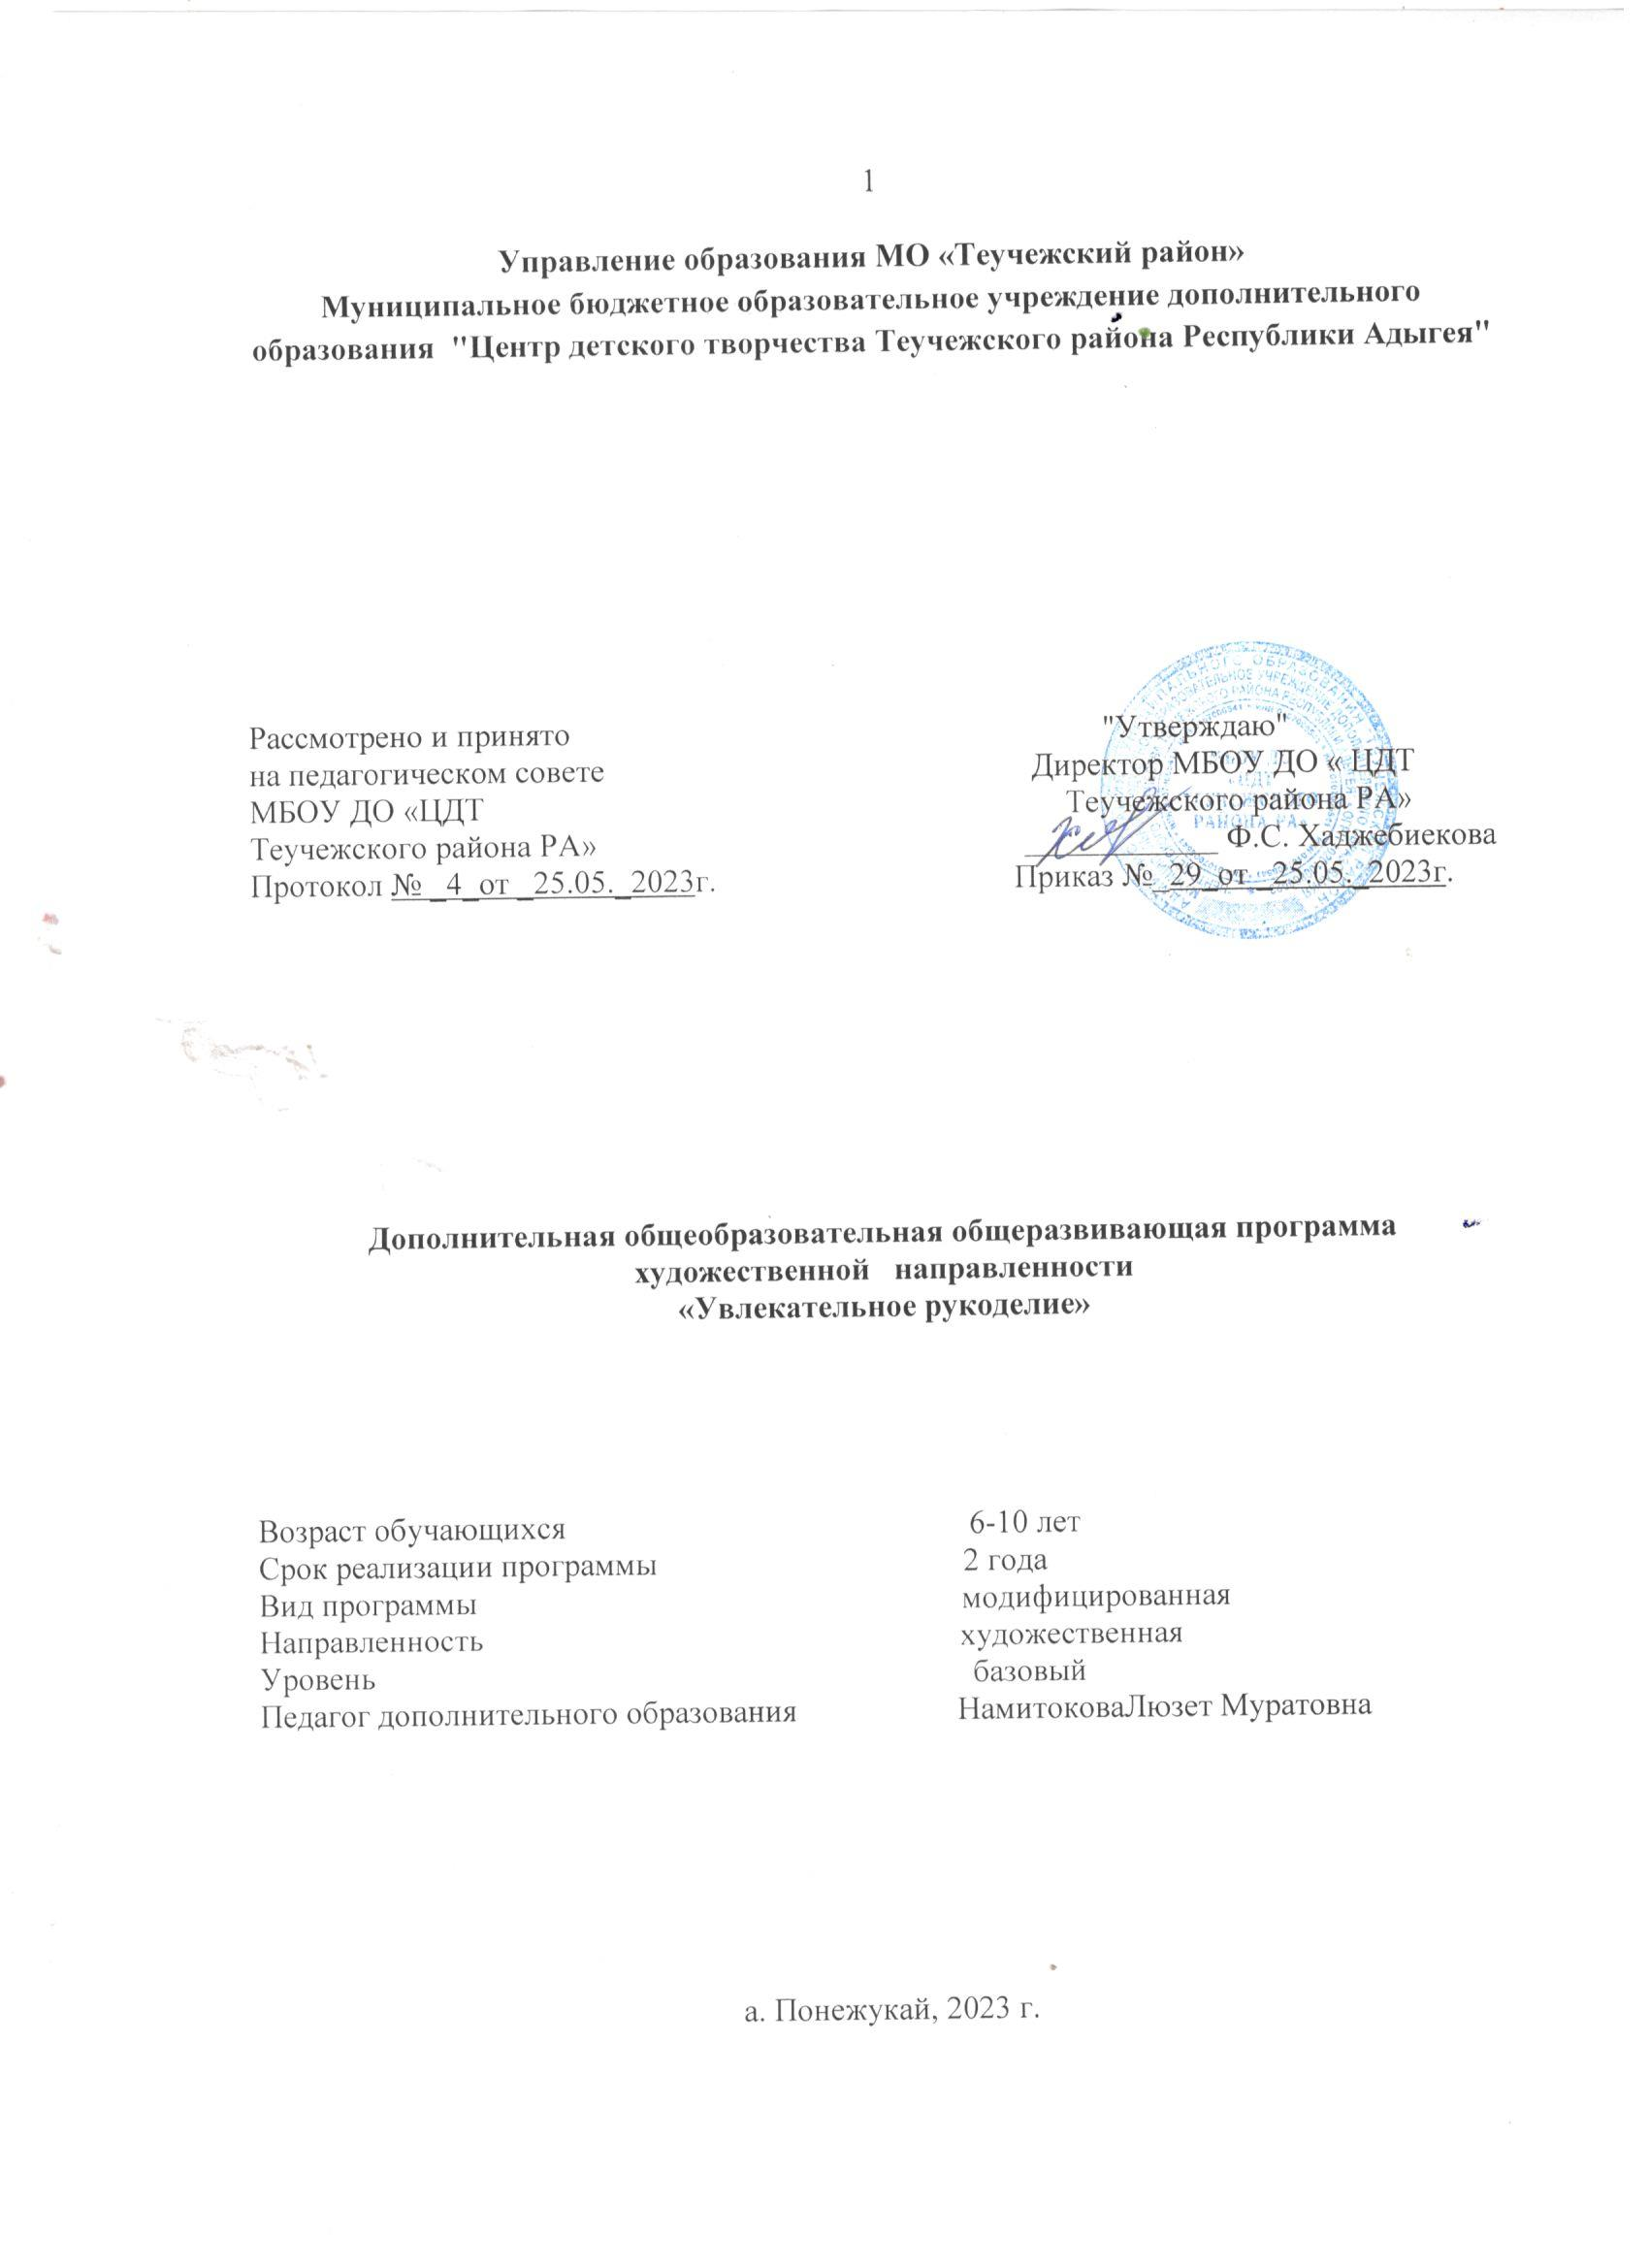 1
Управление образования МО «Теучежский район»
Муниципальное бюджетное образовательное учреждение дополнительного
образования "Центр детского творчества Теучежского района Республики Адыгея"
Рассмотрено и принято
на педагогическом совете
МБОУ ДО «ЦДТ
Теучежского района РА»
Протокол № _4_от _25.05._2023г.
"Утверждаю"
Директор МБОУ ДО « ЦДТ
Теучежского района РА»
____________ Ф.С. Хаджебиекова
Приказ №_29_от _25.05._2023г.
РАЙОНА РА»
Дополнительная общеобразовательная общеразвивающая программа
художественной направленности
«Увлекательное рукоделие»
Возраст обучающихся 6-10 лет
Срок реализации программы 2 года
Вид программы модифицированная
Направленность художественная
Уровень базовый
Педагог дополнительного образования НамитоковаЛюзет Муратовна
а. Понежукай, 2023 г.